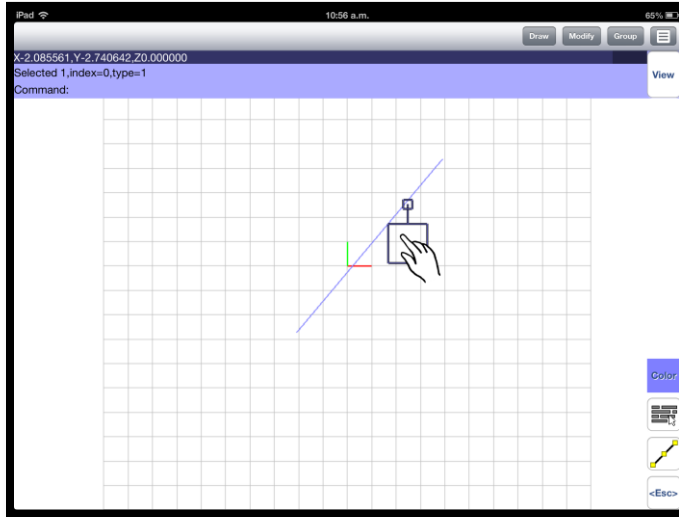 iPad 10:56 a.m. 65%
Draw Modify Group
X-2.085561,Y-2.740642,Z0.000000
Selected 1,index=0,type=1
View
Command:
Color
<Esc>